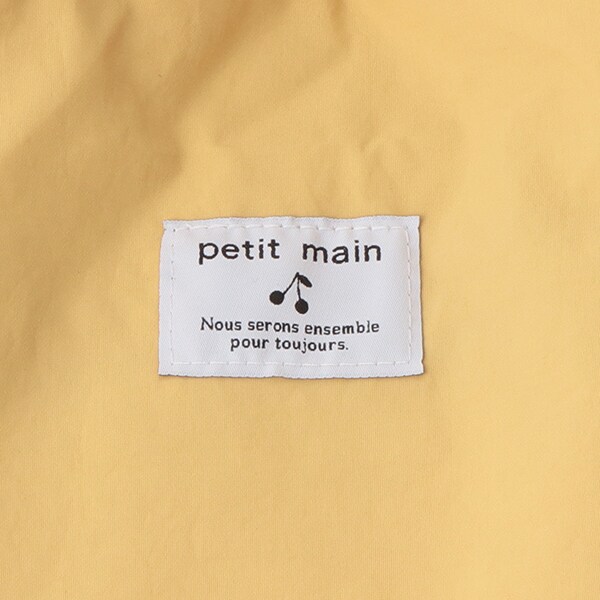 petit main
Nous serons ensemble
pour toujours.